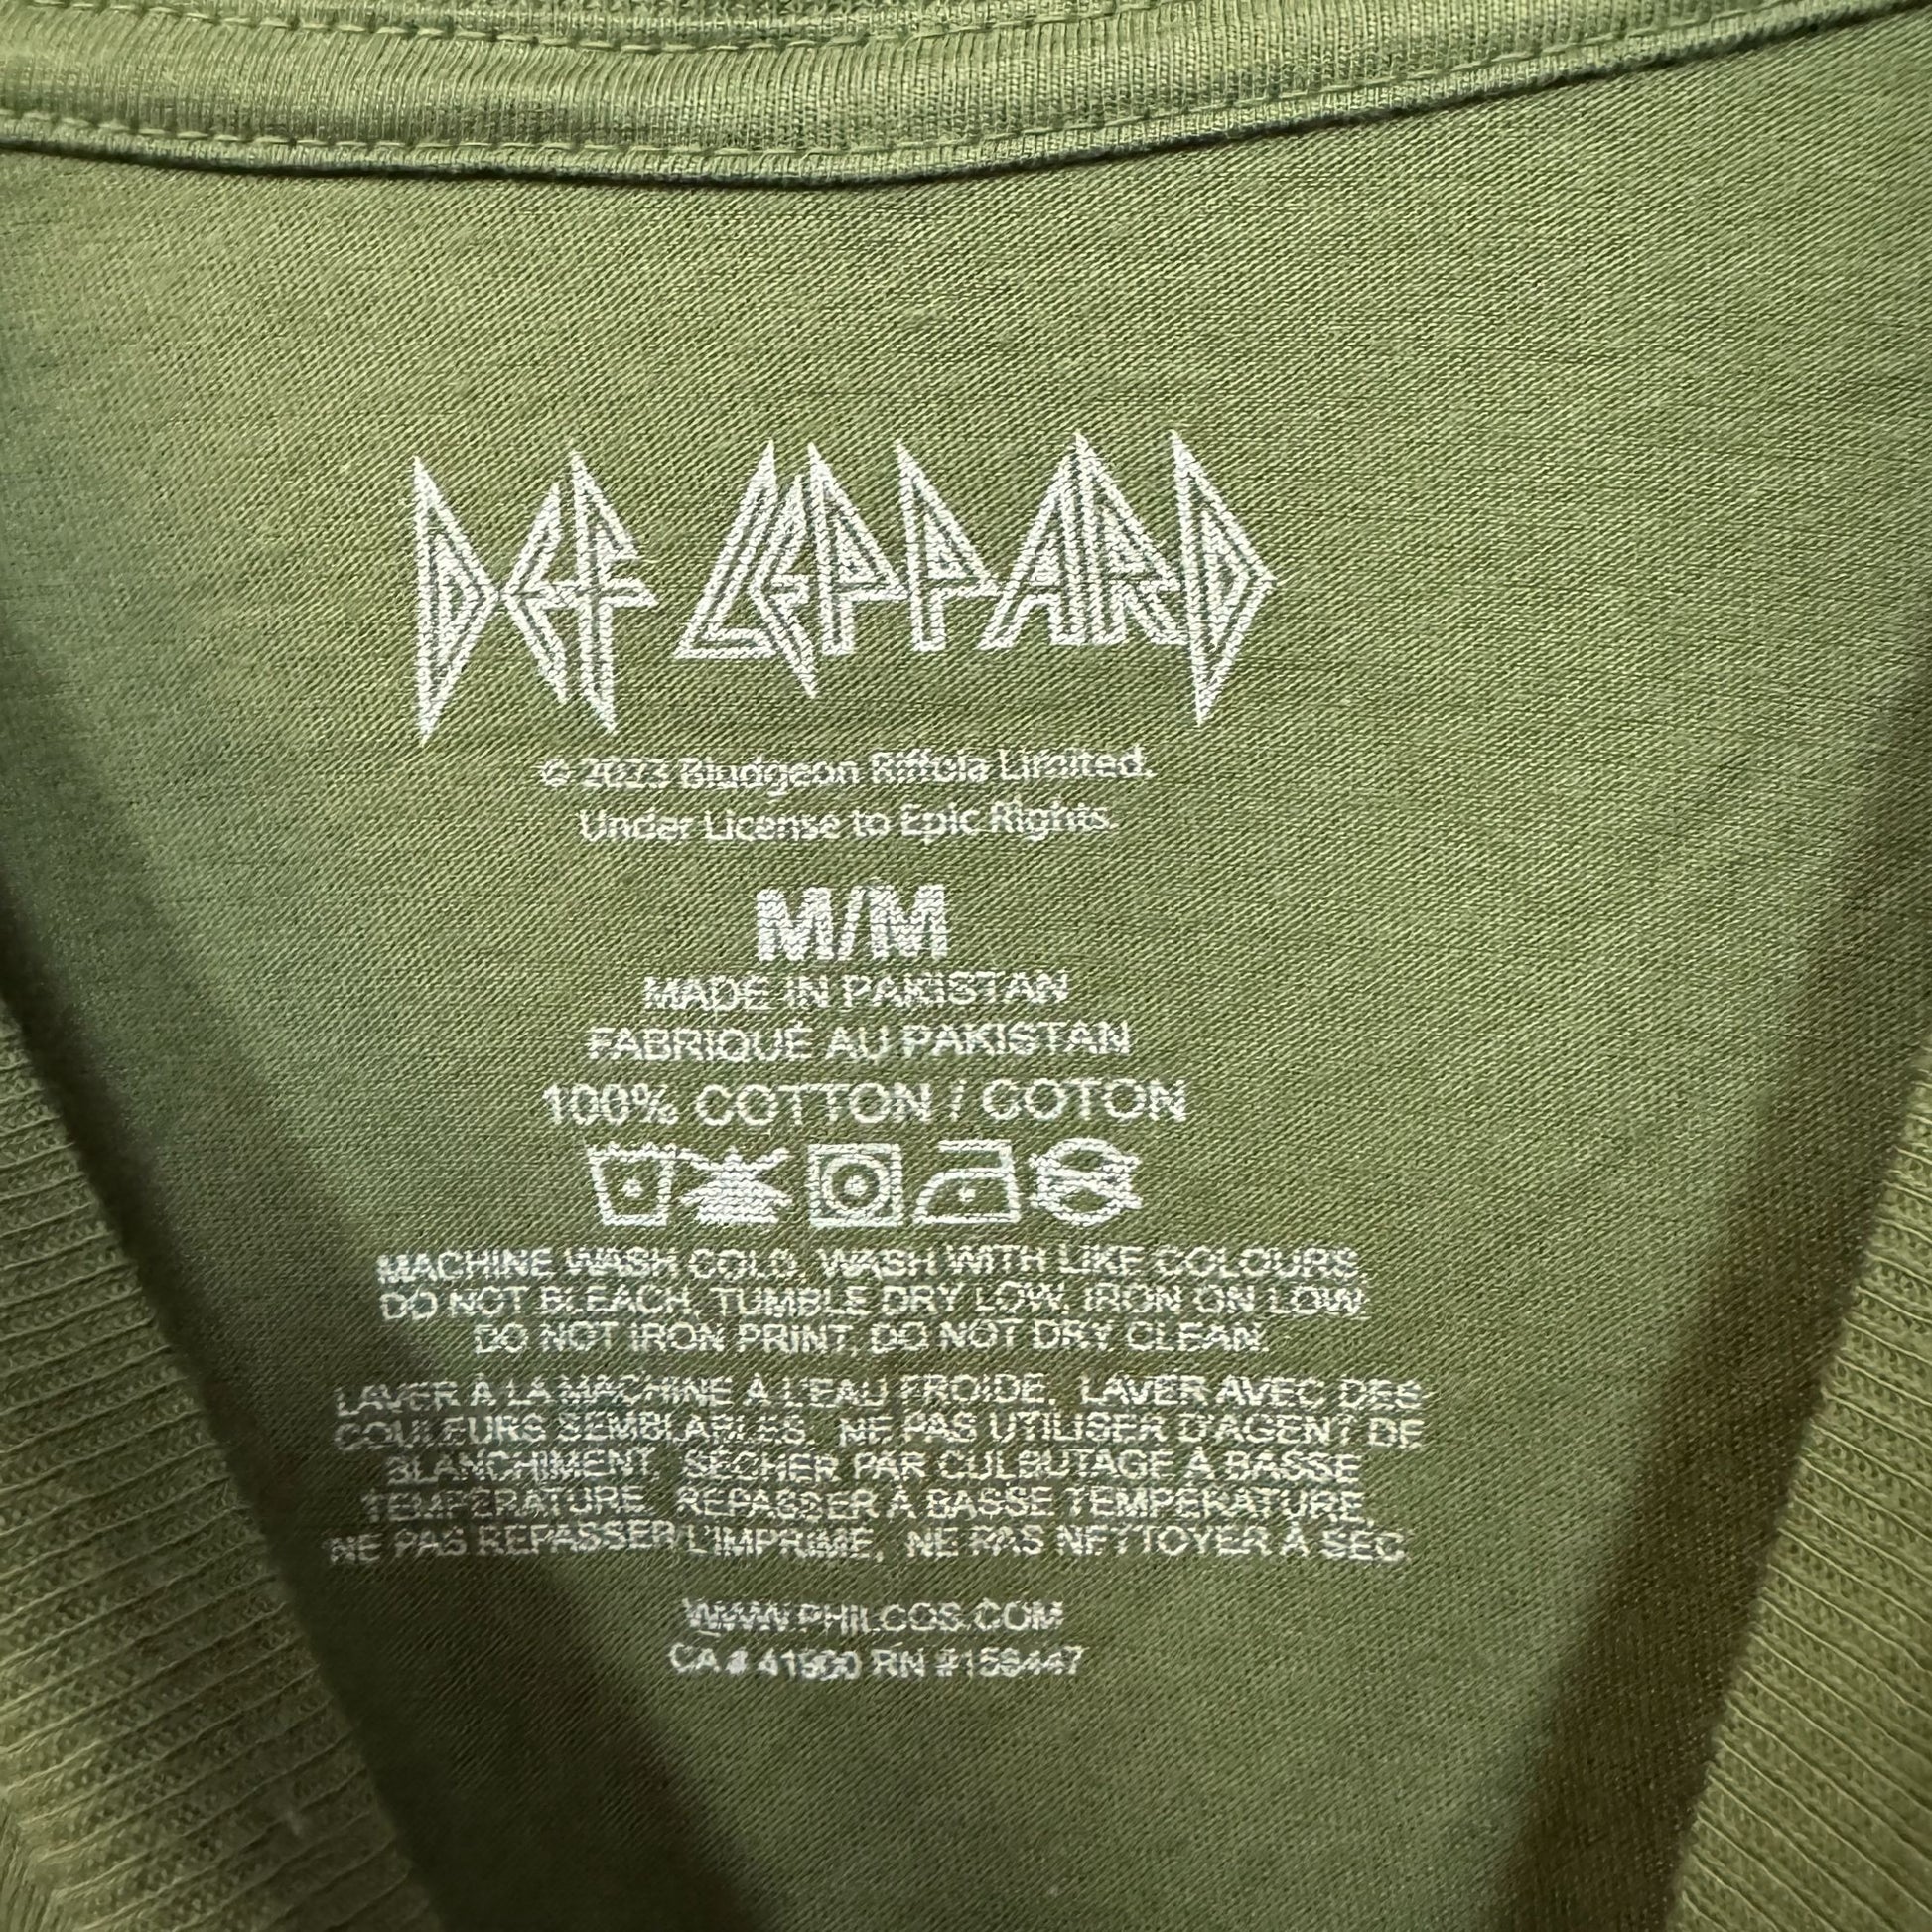 DEF LEPPARD
© 2023 Bludgeon Riffola Limited.
Under License to Epic Rights.
M/M
MADE IN PAKISTAN
FABRIQUÉ AU PAKISTAN
100% COTTON / COTON
MACHINE WASH COLD, WASH WITH LIKE COLOURS,
DO NOT BLEACH, TUMBLE DRY LOW, IRON ON LOW,
DO NOT IRON PRINT, DO NOT DRY CLEAN.
LAVER À LA MACHINE À L'EAU FROIDE, LAVER AVEC DES
COULEURS SEMBLABLES, NE PAS UTILISER D'AGENT DE
BLANCHIMENT, SÉCHER PAR CULBUTAGE À BASSE
TEMPÉRATURE, REPASSER À BASSE TEMPÉRATURE,
NE PAS REPASSER L'IMPRIMÉ, NE PAS NETTOYER À SEC
WWW.PHILCOS.COM
CA # 41900 RN #158447